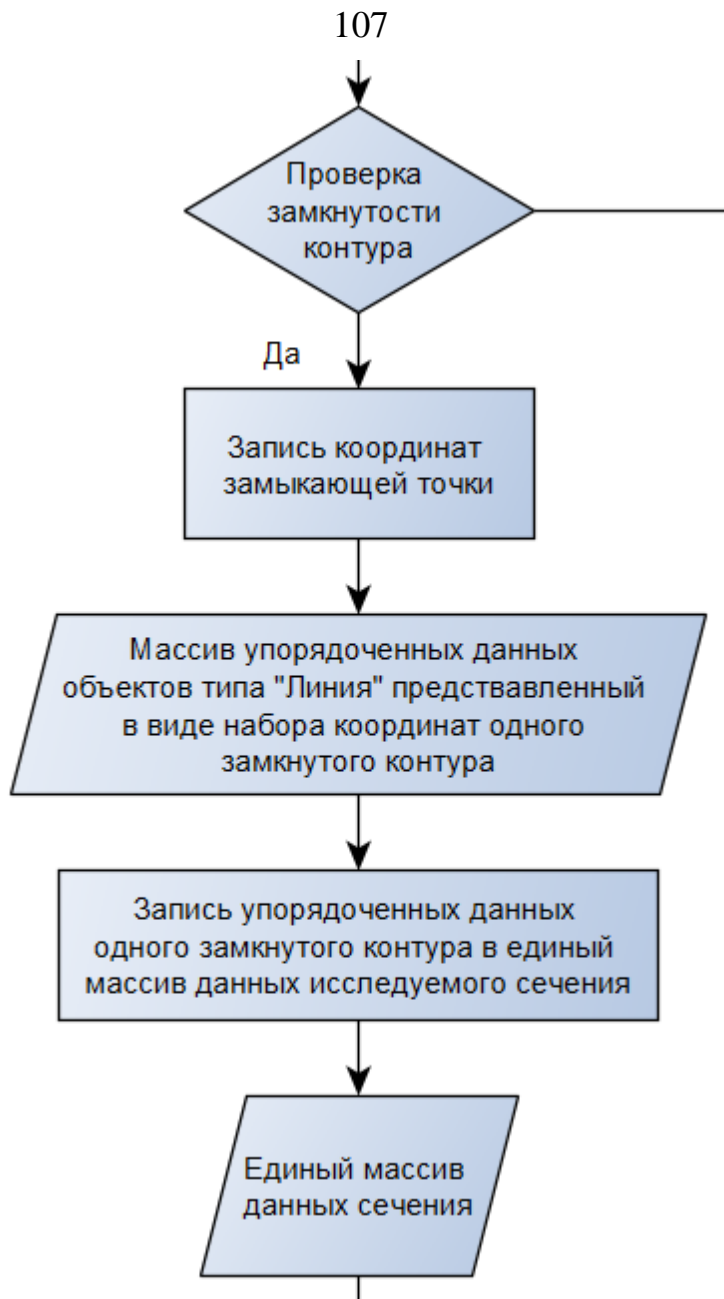 107
Проверка
замкнутости
контура
Да
Запись координат
замыкающей точки
Массив упорядоченных данных
объектов типа "Линия" предствавленный
в виде набора координат одного
замкнутого контура
Запись упорядоченных данных
одного замкнутого контура в единый
массив данных исследуемого сечения
Единый массив
данных сечения